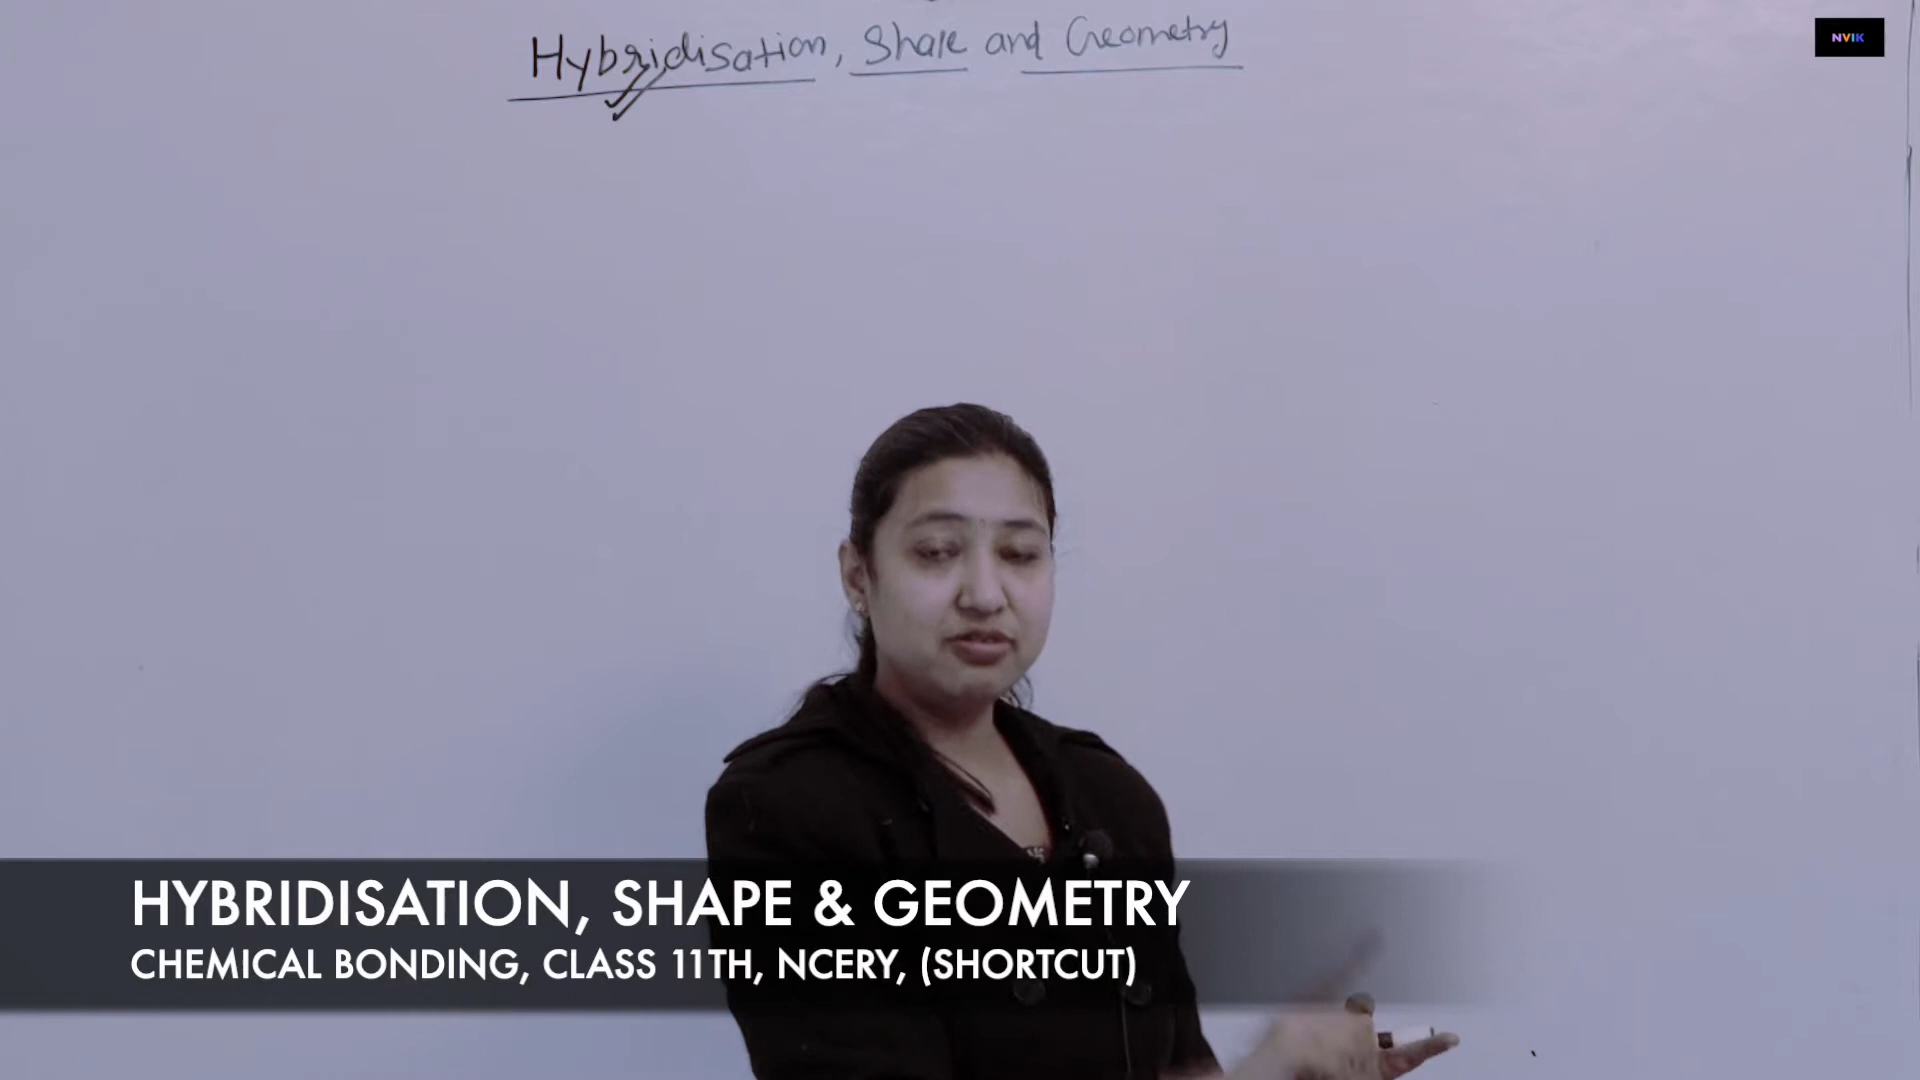 Hybridisation, Shape and Geometry
NVIK
HYBRIDISATION, SHAPE & GEOMETRY
CHEMICAL BONDING, CLASS 11TH, NCERY, (SHORTCUT)